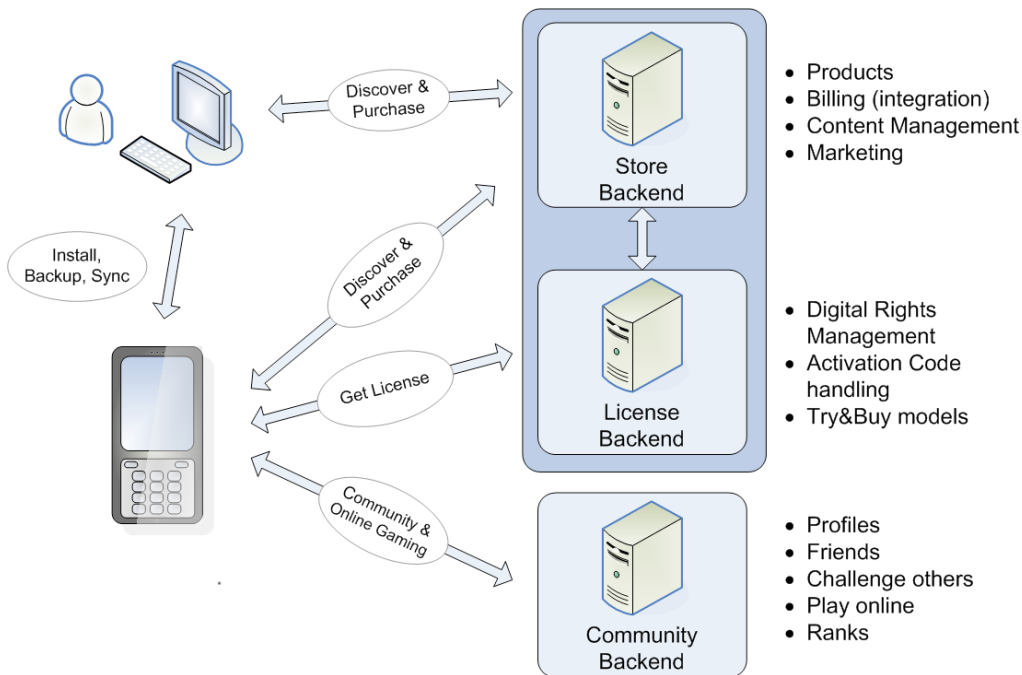 Discover &
Purchase
Store
Backend
• Products
• Billing (integration)
• Content Management
• Marketing
Install,
Backup, Sync
Discover &
Purchase
Get License
License
Backend
• Digital Rights
Management
• Activation Code
handling
• Try&Buy models
Community &
Online Gaming
Community
Backend
• Profiles
• Friends
• Challenge others
• Play online
• Ranks